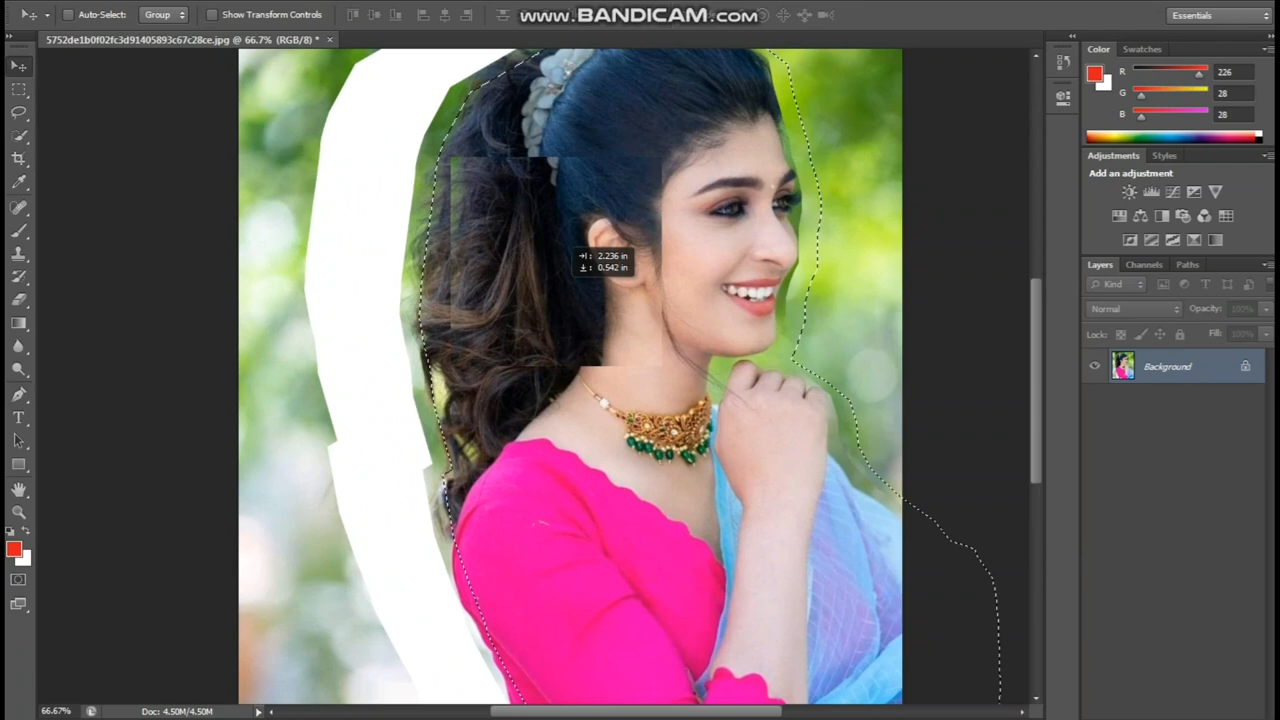 Auto-Select: Group Show Transform Controls www.BANDICAM.com Essentials
5752de1b0f02fc3d91405893c67c28ce.jpg @ 66.7% (RGB/8) * ×
Color Swatches
R 226
G 28
B 28
Adjustments Styles
Add an adjustment
Layers Channels Paths
Kind
Normal Opacity: 100%
Lock: Fill: 100%
Background
2.236 in
0.542 in
66.67% Doc: 4.50M/4.50M